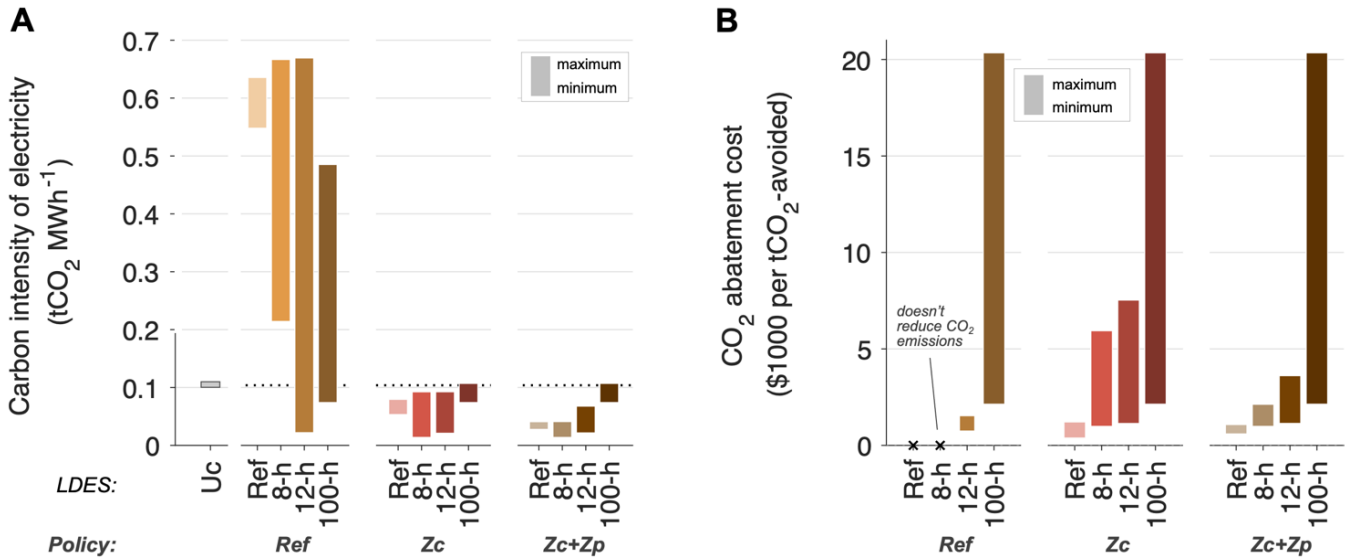 A
Carbon intensity of electricity
(tCO2 MWh-1)
0.7
0.6
0.5
0.4
0.3
0.2
0.1
0
maximum
minimum
LDES:
Uc
Ref
8-h
12-h
100-h
Ref
8-h
12-h
100-h
Ref
8-h
12-h
100-h
Policy:
Ref
Zc
Zc+Zp
B
CO2 abatement cost
($1000 per tCO2-avoided)
20
15
10
5
0
maximum
minimum
doesn't
reduce CO2
emissions
Ref
8-h
12-h
100-h
Ref
8-h
12-h
100-h
Ref
8-h
12-h
100-h
Ref
Zc
Zc+Zp